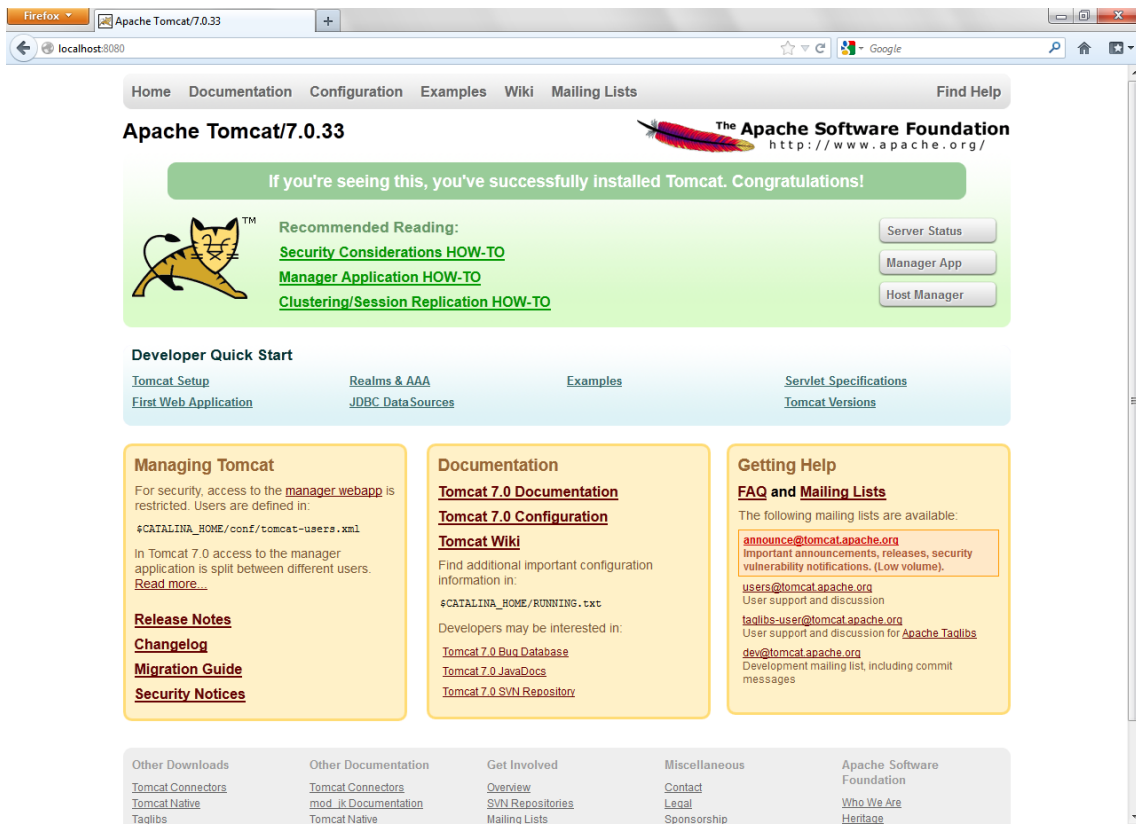 Firefox
Apache Tomcat/7.0.33
localhost:8080
Google
Home Documentation Configuration Examples Wiki Mailing Lists Find Help
Apache Tomcat/7.0.33
The Apache Software Foundation
http://www.apache.org/
If you're seeing this, you've successfully installed Tomcat. Congratulations!
TM
Recommended Reading:
Security Considerations HOW-TO
Manager Application HOW-TO
Clustering/Session Replication HOW-TO
Server Status
Manager App
Host Manager
Developer Quick Start
Tomcat Setup
First Web Application
Realms & AAA
JDBC DataSources
Examples
Servlet Specifications
Tomcat Versions
Managing Tomcat
For security, access to the manager webapp is
restricted. Users are defined in:
$CATALINA_HOME/conf/tomcat-users.xml
In Tomcat 7.0 access to the manager
application is split between different users.
Read more...
Release Notes
Changelog
Migration Guide
Security Notices
Documentation
Tomcat 7.0 Documentation
Tomcat 7.0 Configuration
Tomcat Wiki
Find additional important configuration
information in:
$CATALINA_HOME/RUNNING.txt
Developers may be interested in:
Tomcat 7.0 Bug Database
Tomcat 7.0 JavaDocs
Tomcat 7.0 SVN Repository
Getting Help
FAQ and Mailing Lists
The following mailing lists are available:
announce@tomcat.apache.org
Important announcements, releases, security
vulnerability notifications. (Low volume).
users@tomcat.apache.org
User support and discussion
taglibs-user@tomcat.apache.org
User support and discussion for Apache Taglibs
dev@tomcat.apache.org
Development mailing list, including commit
messages
Other Downloads
Tomcat Connectors
Tomcat Native
Taglibs
Other Documentation
Tomcat Connectors
mod_jk Documentation
Tomcat Native
Get Involved
Overview
SVN Repositories
Mailing Lists
Miscellaneous
Contact
Legal
Sponsorship
Apache Software
Foundation
Who We Are
Heritage